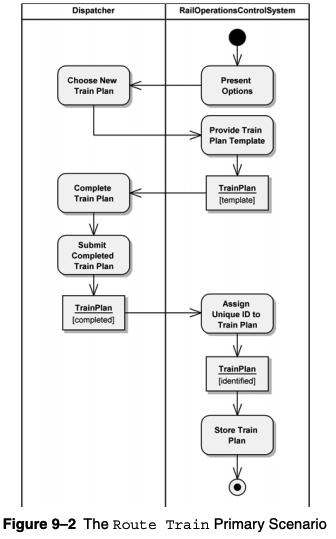 Dispatcher
RailOperationsControlSystem
Present
Options
Choose New
Train Plan
Provide Train
Plan Template
TrainPlan
[template]
Complete
Train Plan
Submit
Completed
Train Plan
TrainPlan
[completed]
Assign
Unique ID to
Train Plan
TrainPlan
[identified]
Store Train
Plan
Figure 9–2 The Route Train Primary Scenario